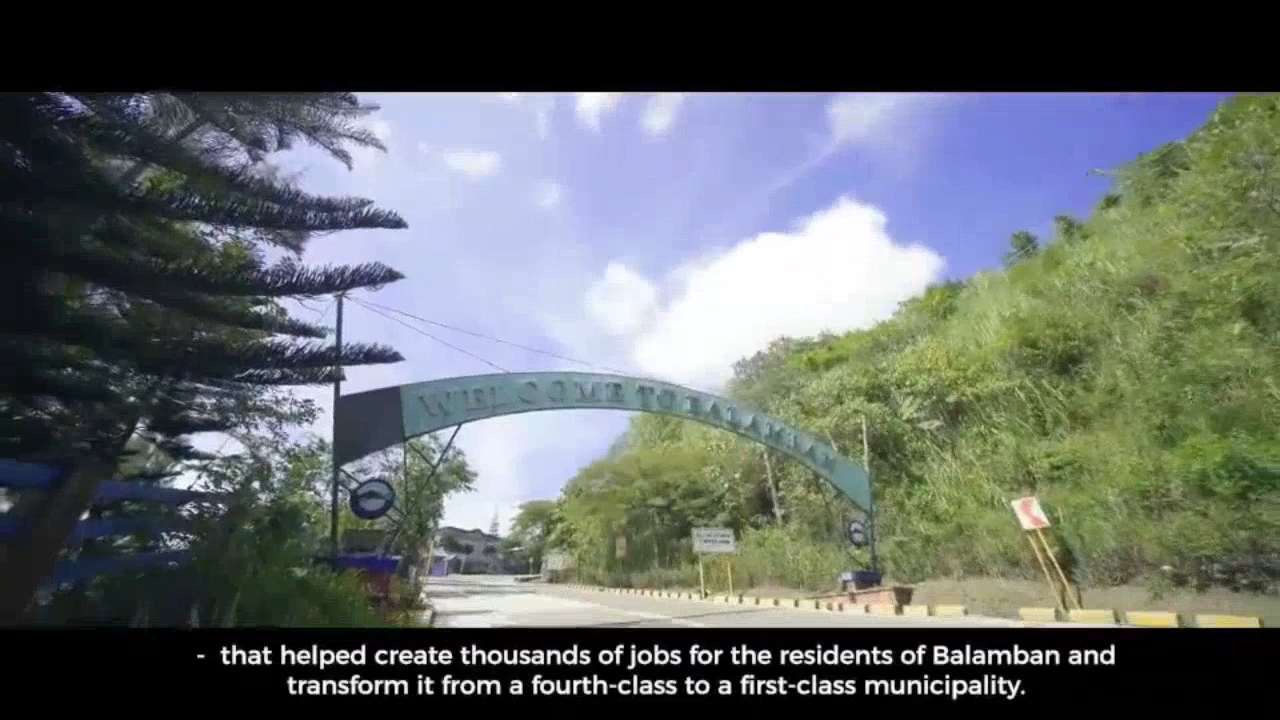 WELCOME TO BALAMBAN
- that helped create thousands of jobs for the residents of Balamban and
transform it from a fourth-class to a first-class municipality.